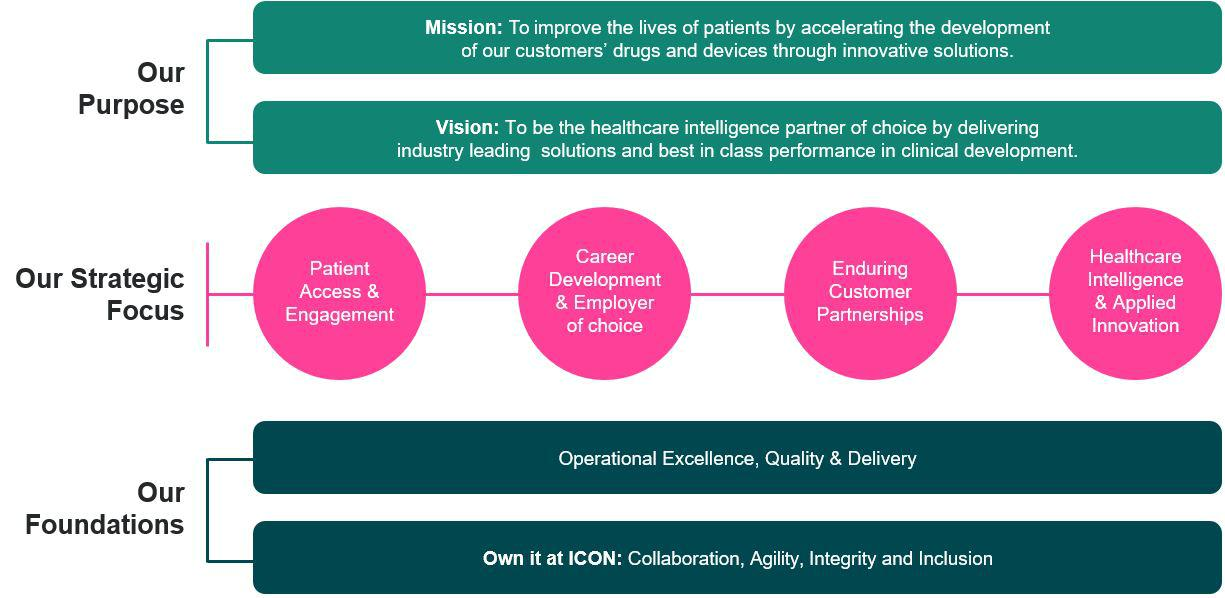 Our
Purpose
Mission: To improve the lives of patients by accelerating the development
of our customers’ drugs and devices through innovative solutions.
Vision: To be the healthcare intelligence partner of choice by delivering
industry leading  solutions and best in class performance in clinical development.
Our Strategic
Focus
Patient
Access &
Engagement
Career
Development
& Employer
of choice
Enduring
Customer
Partnerships
Healthcare
Intelligence
& Applied
Innovation
Our
Foundations
Operational Excellence, Quality & Delivery
Own it at ICON: Collaboration, Agility, Integrity and Inclusion